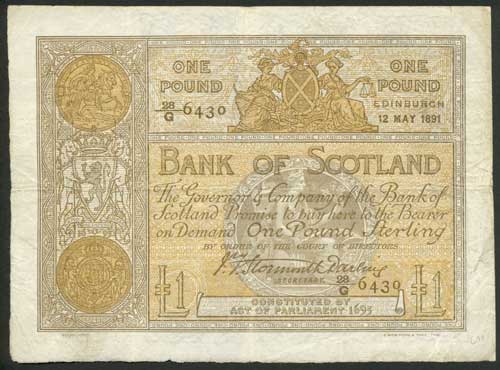 ONE POUND
28/G 6430
ONE POUND
EDINBURGH
12 MAY 1891
BANK OF SCOTLAND
The Governor & Company of the Bank of
Scotland Promise to pay here to the Bearer
on Demand One Pound Sterling
BY ORDER OF THE COURT OF DIRECTORS
Stormonth Darling
SECRETARY
28/G 6430
£1
£1
CONSTITUTED BY
ACT OF PARLIAMENT 1695